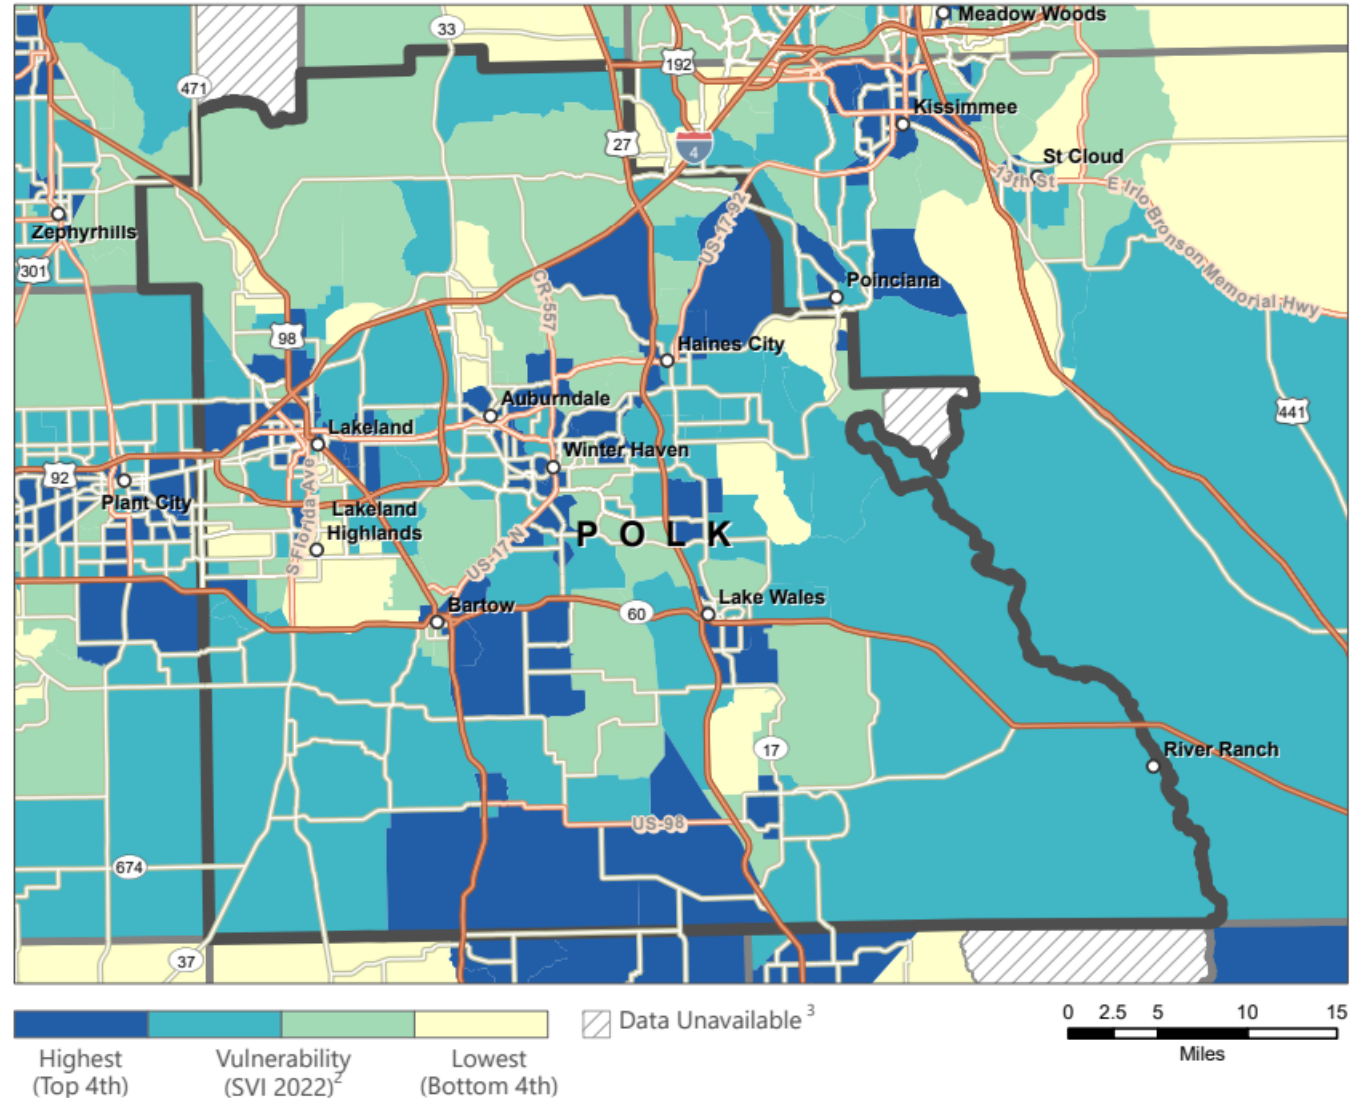 Meadow Woods
33
192
471
Kissimmee
27
4
St Cloud
13th St
E Irlo Bronson Memorial Hwy
US-17-92
Zephyrhills
301
Poinciana
CR-557
98
Haines City
Auburndale
441
Lakeland
Winter Haven
92
Plant City
S Florida Ave
Lakeland
Highlands
POLK
US-17 N
Bartow
60
Lake Wales
17
River Ranch
US-98
674
37
Highest
(Top 4th)
Vulnerability
(SVI 2022)2
Lowest
(Bottom 4th)
Data Unavailable 3
0 2.5 5 10 15
Miles